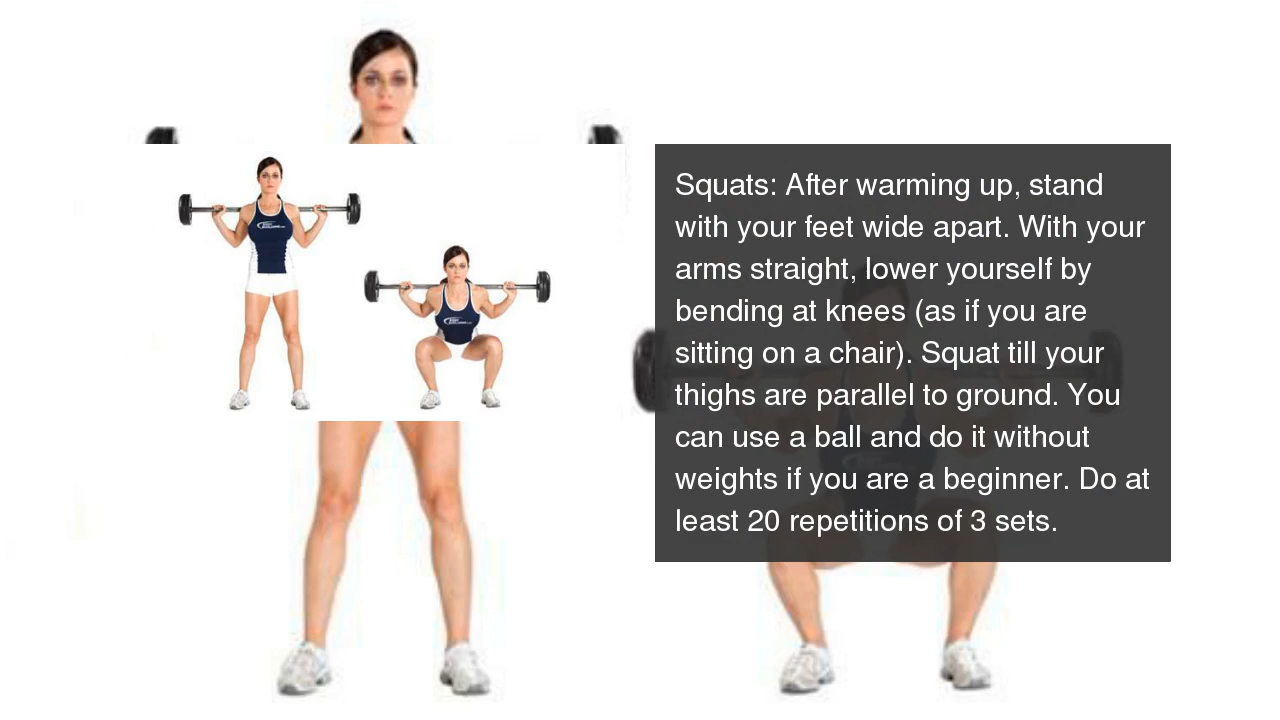 Squats: After warming up, stand
with your feet wide apart. With your
arms straight, lower yourself by
bending at knees (as if you are
sitting on a chair). Squat till your
thighs are parallel to ground. You
can use a ball and do it without
weights if you are a beginner. Do at
least 20 repetitions of 3 sets.